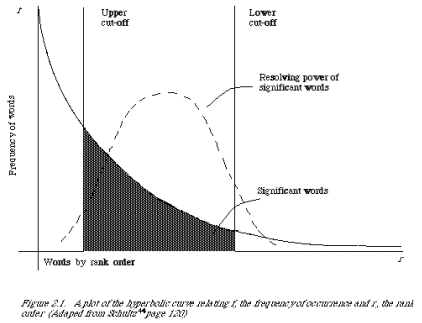 f
Upper
cut-off
Lower
cut-off
Resolving power of
significant words
Frequency of words
Significant words
Words by rank order
r
Figure 2.1. A plot of the hyperbolic curve relating f, the frequency of occurrence and r, the rank
order (Adaped from Schultz 44 page 120)